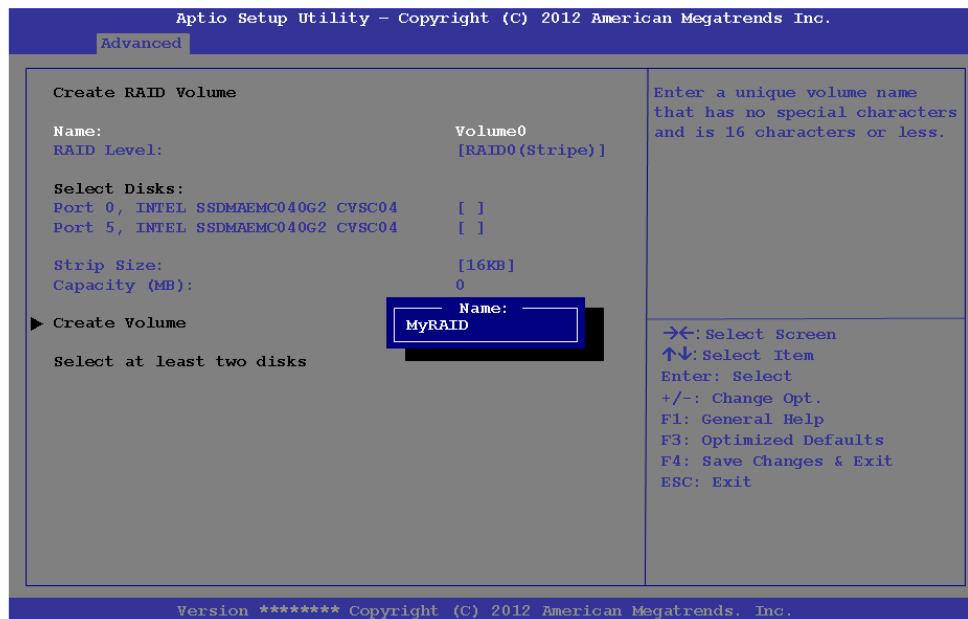 Aptio Setup Utility – Copyright (C) 2012 American Megatrends Inc.
Advanced
Create RAID Volume
Name: Volume0
RAID Level: [RAID0(Stripe)]
Select Disks:
Port 0, INTEL SSDMAEMC040G2 CVSC04 [ ]
Port 5, INTEL SSDMAEMC040G2 CVSC04 [ ]
Strip Size: [16KB]
Capacity (MB): 0
Create Volume
Select at least two disks
Name:
MyRAID
Enter a unique volume name
that has no special characters
and is 16 characters or less.
→←: Select Screen
↑↓: Select Item
Enter: Select
+/-: Change Opt.
F1: General Help
F3: Optimized Defaults
F4: Save Changes & Exit
ESC: Exit
Version ******** Copyright (C) 2012 American Megatrends. Inc.